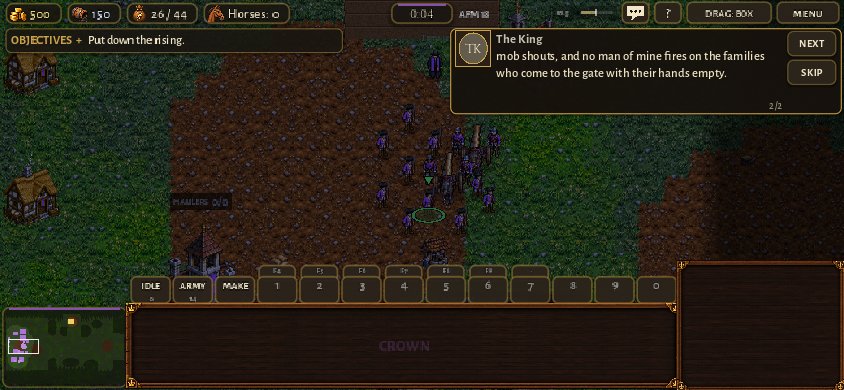 500
150
26/44
Horses: 0
0:04
?
DRAG: BOX
MENU
OBJECTIVES + Put down the rising.
TK
The King
mob shouts, and no man of mine fires on the families
who come to the gate with their hands empty.
2/2
NEXT
SKIP
HAULERS 0/0
IDLE
ARMY
MAKE
1
2
3
4
5
6
7
8
9
0
CROWN